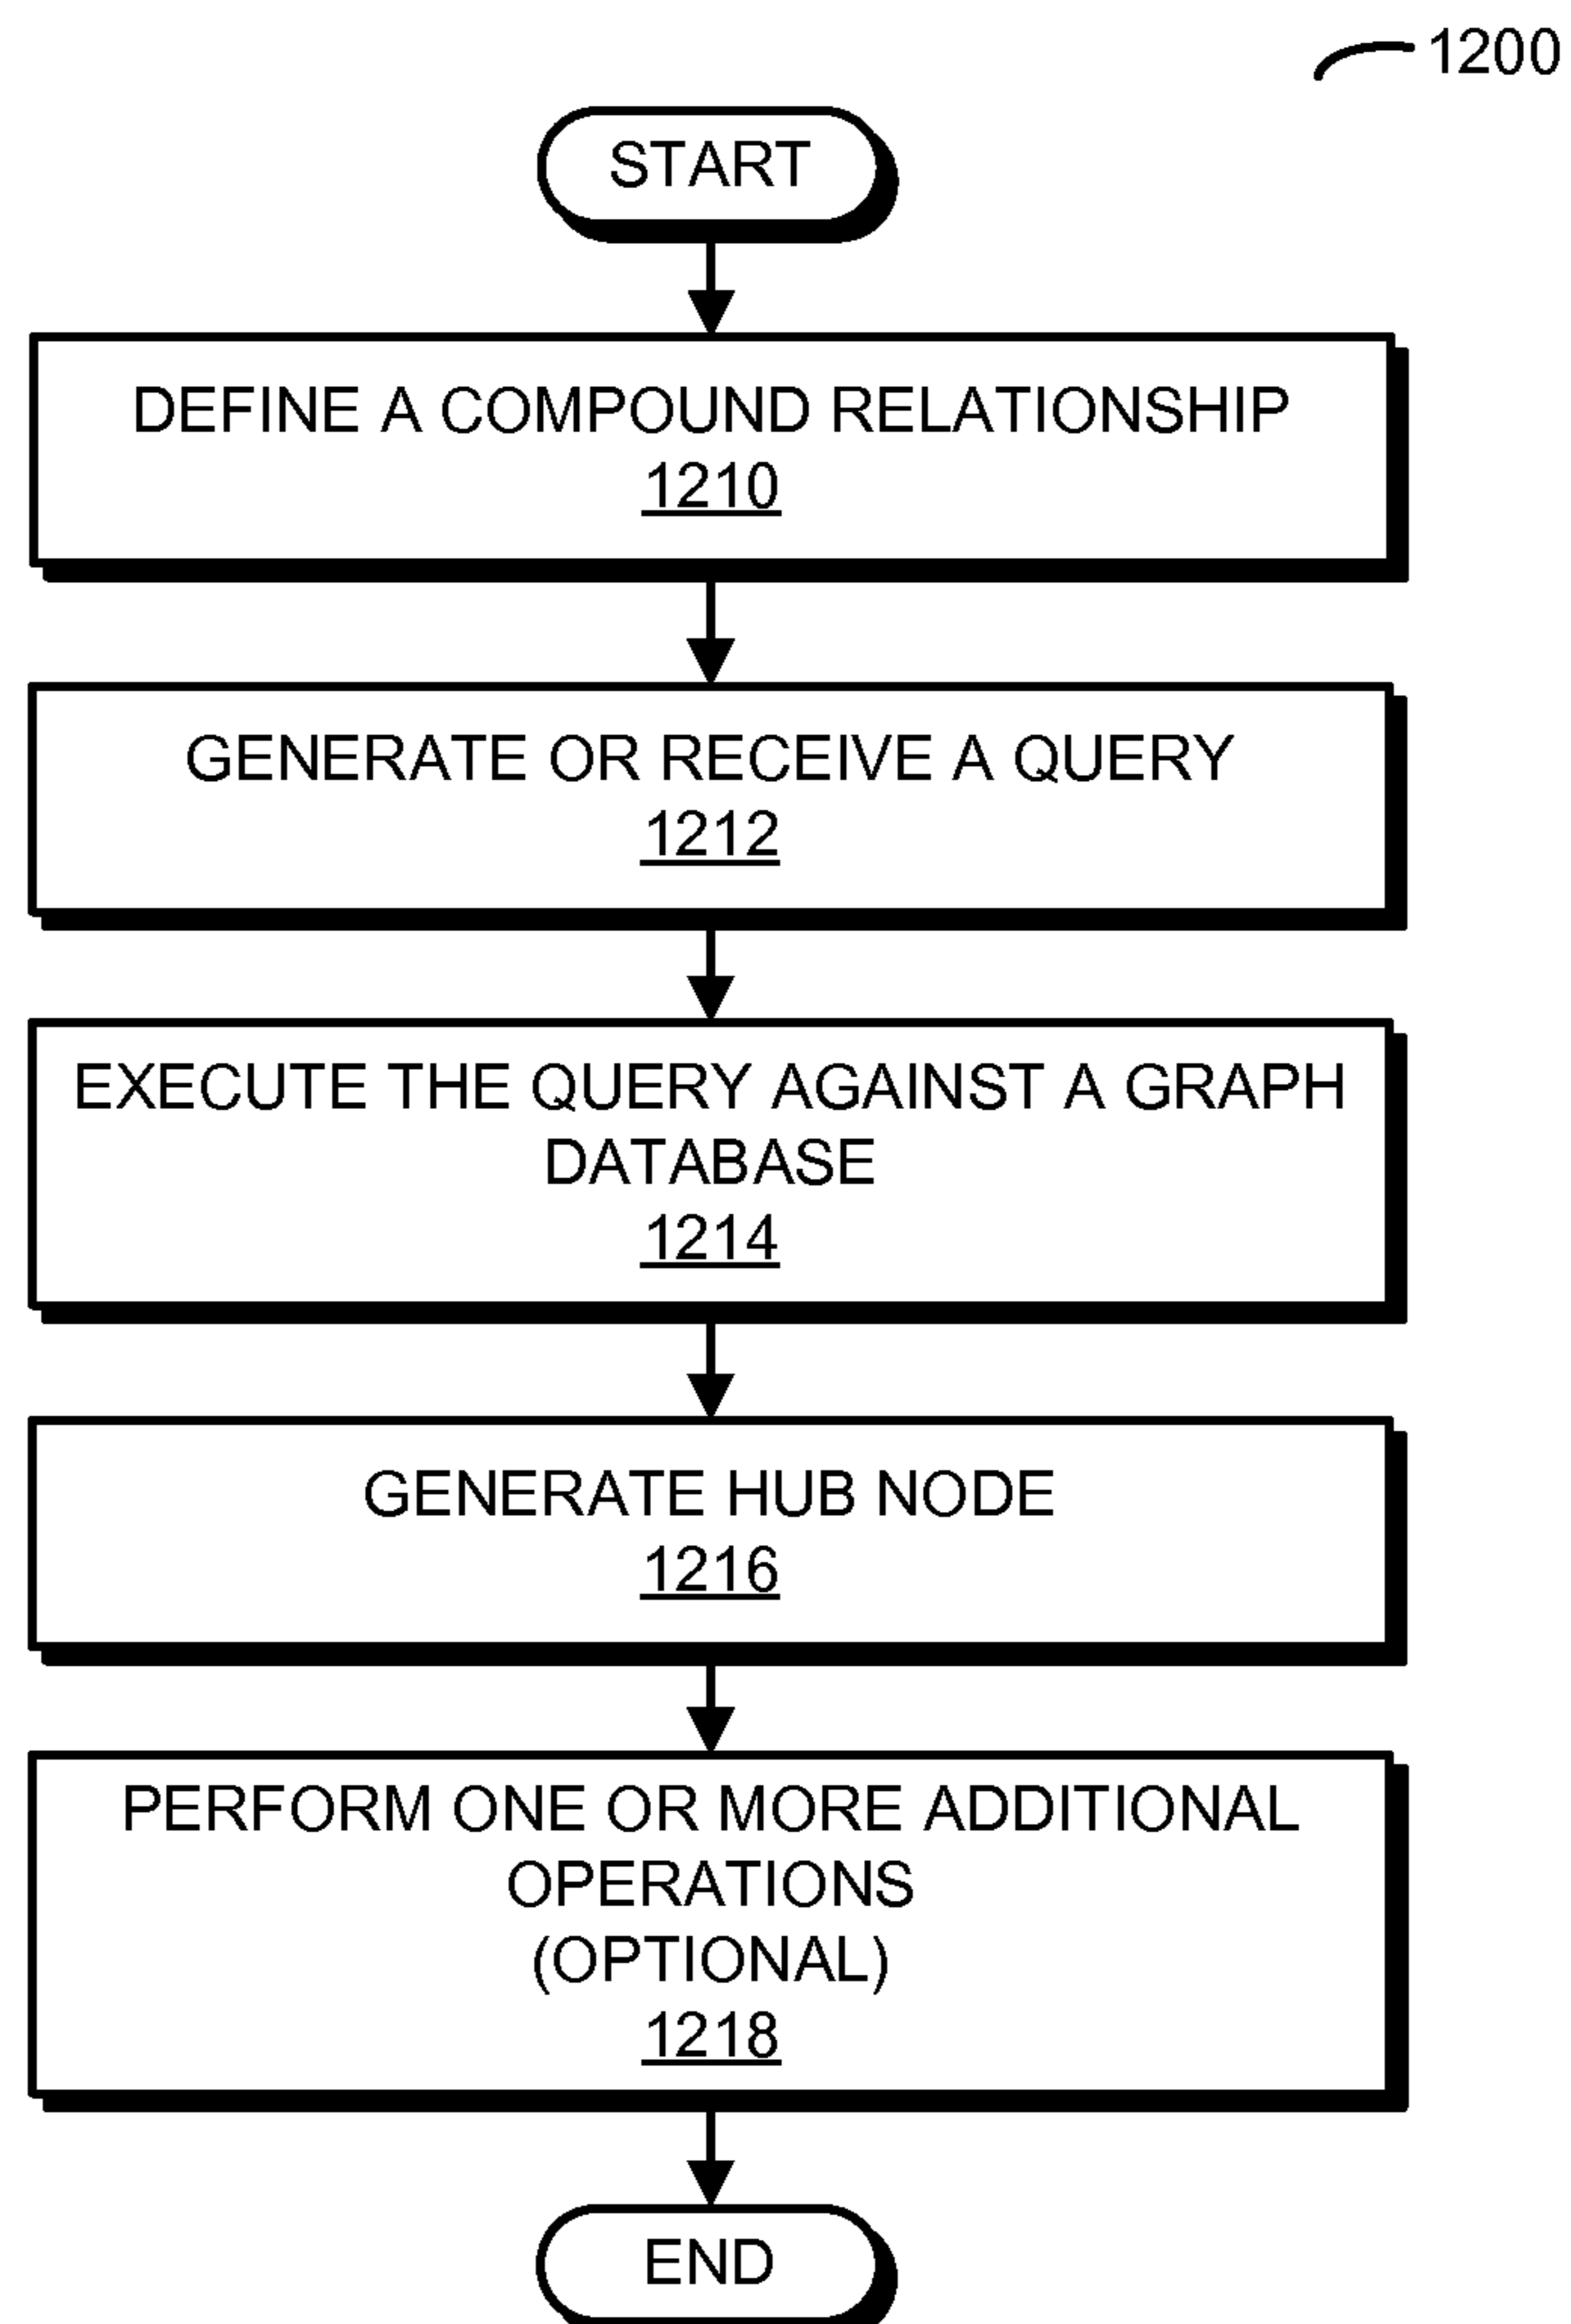 1200
START
DEFINE A COMPOUND RELATIONSHIP
1210
GENERATE OR RECEIVE A QUERY
1212
EXECUTE THE QUERY AGAINST A GRAPH
DATABASE
1214
GENERATE HUB NODE
1216
PERFORM ONE OR MORE ADDITIONAL
OPERATIONS
(OPTIONAL)
1218
END